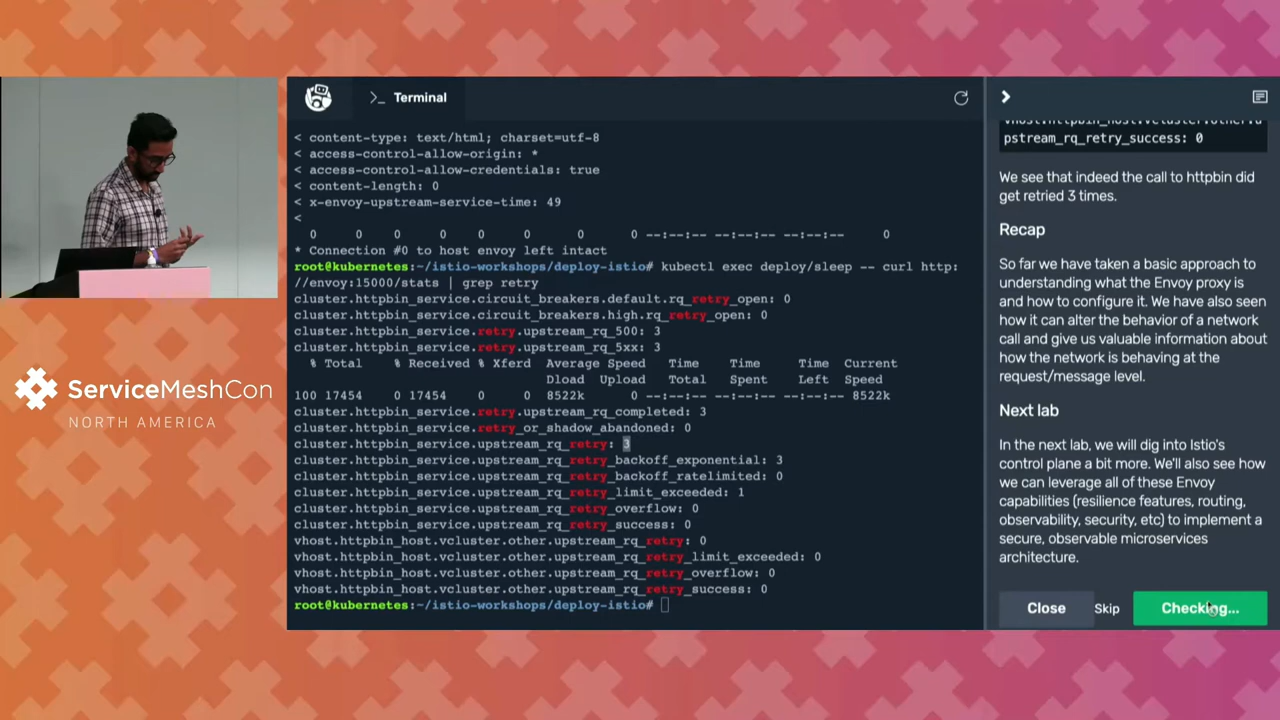 ServiceMeshCon
NORTH AMERICA
>_ Terminal
< content-type: text/html; charset=utf-8
< access-control-allow-origin: *
< access-control-allow-credentials: true
< content-length: 0
< x-envoy-upstream-service-time: 49
<
0 0 0 0 0 0 0 0 --:--:-- --:--:-- --:--:-- 0
* Connection #0 to host envoy left intact
root@kubernetes:~/istio-workshops/deploy-istio# kubectl exec deploy/sleep -- curl http:
//envoy:15000/stats | grep retry
cluster.httpbin_service.circuit_breakers.default.rq_retry_open: 0
cluster.httpbin_service.circuit_breakers.high.rq_retry_open: 0
cluster.httpbin_service.retry.upstream_rq_500: 3
cluster.httpbin_service.retry.upstream_rq_5xx: 3
% Total % Received % Xferd Average Speed Time Time Time Current
Dload Upload Total Spent Left Speed
100 17454 0 17454 0 0 8522k 0 --:--:-- --:--:-- --:--:-- 8522k
cluster.httpbin_service.retry.upstream_rq_completed: 3
cluster.httpbin_service.retry_or_shadow_abandoned: 0
cluster.httpbin_service.upstream_rq_retry: 3
cluster.httpbin_service.upstream_rq_retry_backoff_exponential: 3
cluster.httpbin_service.upstream_rq_retry_backoff_ratelimited: 0
cluster.httpbin_service.upstream_rq_retry_limit_exceeded: 1
cluster.httpbin_service.upstream_rq_retry_overflow: 0
cluster.httpbin_service.upstream_rq_retry_success: 0
vhost.httpbin_host.vcluster.other.upstream_rq_retry: 0
vhost.httpbin_host.vcluster.other.upstream_rq_retry_limit_exceeded: 0
vhost.httpbin_host.vcluster.other.upstream_rq_retry_overflow: 0
vhost.httpbin_host.vcluster.other.upstream_rq_retry_success: 0
root@kubernetes:~/istio-workshops/deploy-istio#
vhost.httpbin_host.vcluster.other.u
pstream_rq_retry_success: 0
We see that indeed the call to httpbin did
get retried 3 times.
Recap
So far we have taken a basic approach to
understanding what the Envoy proxy is
and how to configure it. We have also seen
how it can alter the behavior of a network
call and give us valuable information about
how the network is behaving at the
request/message level.
Next lab
In the next lab, we will dig into Istio's
control plane a bit more. We'll also see how
we can leverage all of these Envoy
capabilities (resilience features, routing,
observability, security, etc) to implement a
secure, observable microservices
architecture.
Close
Skip
Checking...